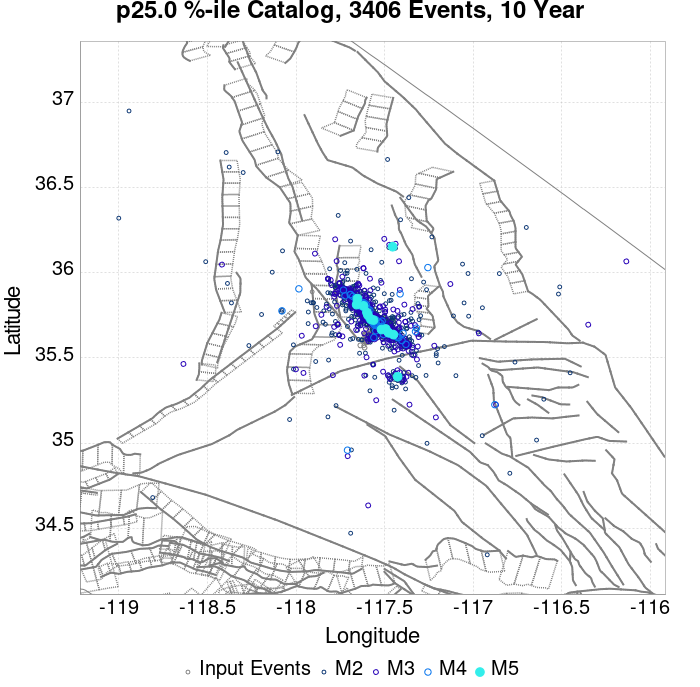 p25.0 %-ile Catalog, 3406 Events, 10 Year
37
36.5
36
35.5
35
34.5
Latitude
-119 -118.5 -118 -117.5 -117 -116.5 -116
Longitude
Input Events M2 M3 M4 M5